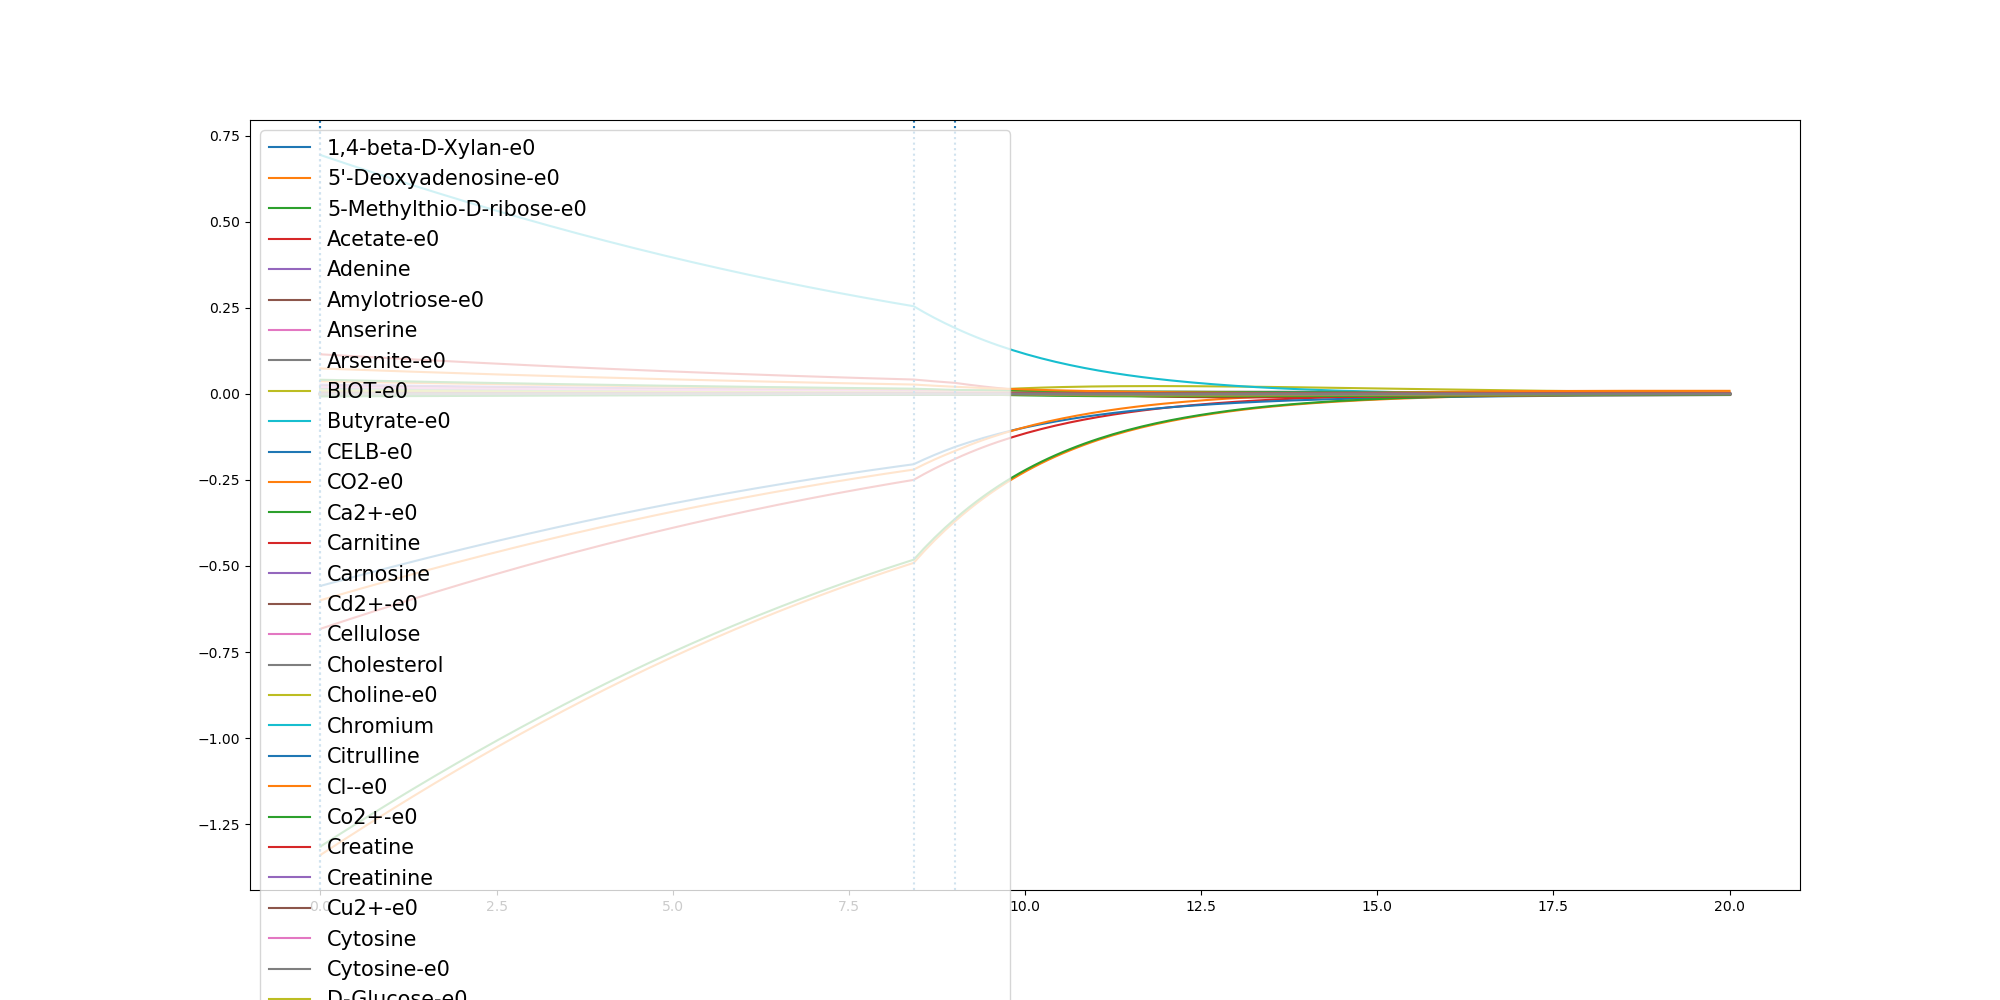 0.75
0.50
0.25
0.00
−0.25
−0.50
−0.75
−1.00
−1.25
1,4-beta-D-Xylan-e0
5'-Deoxyadenosine-e0
5-Methylthio-D-ribose-e0
Acetate-e0
Adenine
Amylotriose-e0
Anserine
Arsenite-e0
BIOT-e0
Butyrate-e0
CELB-e0
CO2-e0
Ca2+-e0
Carnitine
Carnosine
Cd2+-e0
Cellulose
Cholesterol
Choline-e0
Chromium
Citrulline
Cl--e0
Co2+-e0
Creatine
Creatinine
Cu2+-e0
Cytosine
Cytosine-e0
D-Glucose-e0
0.0 2.5 5.0 7.5 10.0 12.5 15.0 17.5 20.0